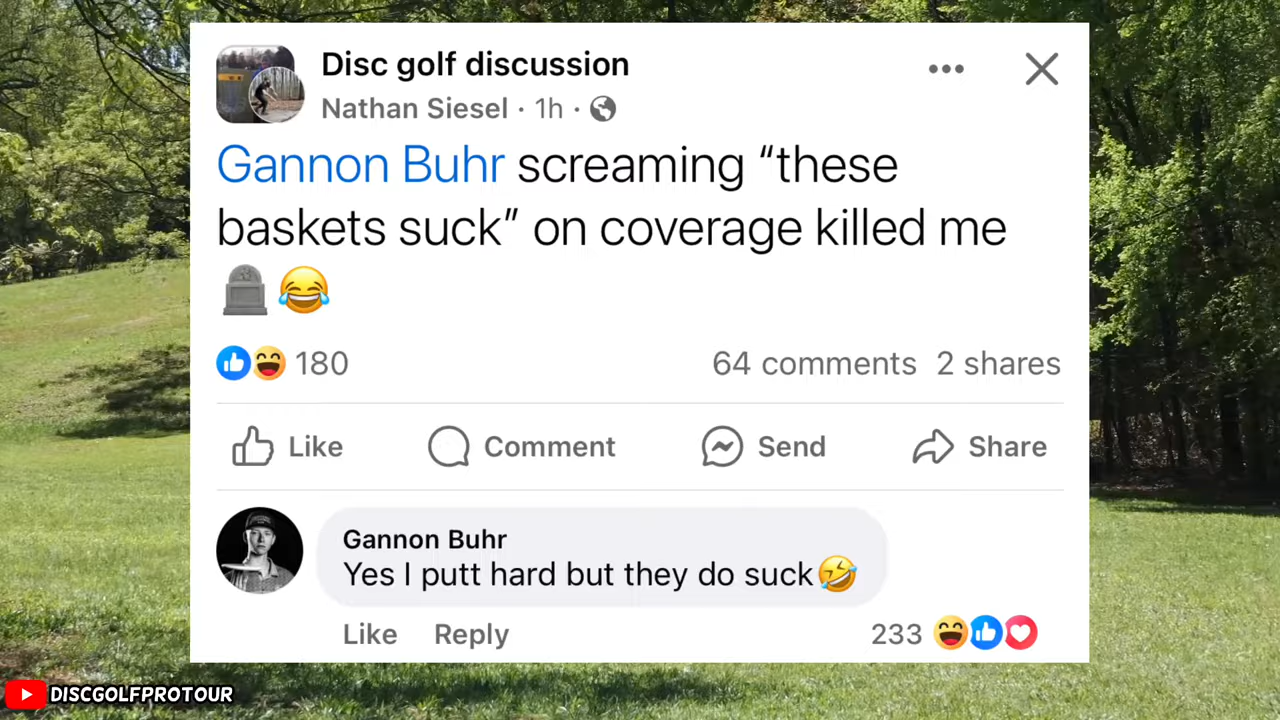 Disc golf discussion
Nathan Siesel · 1h ·
Gannon Buhr screaming “these
baskets suck” on coverage killed me
🪦😂
180
64 comments 2 shares
Like
Comment
Send
Share
Gannon Buhr
Yes I putt hard but they do suck🤣
Like Reply
233
DISCGOLFPROTOUR